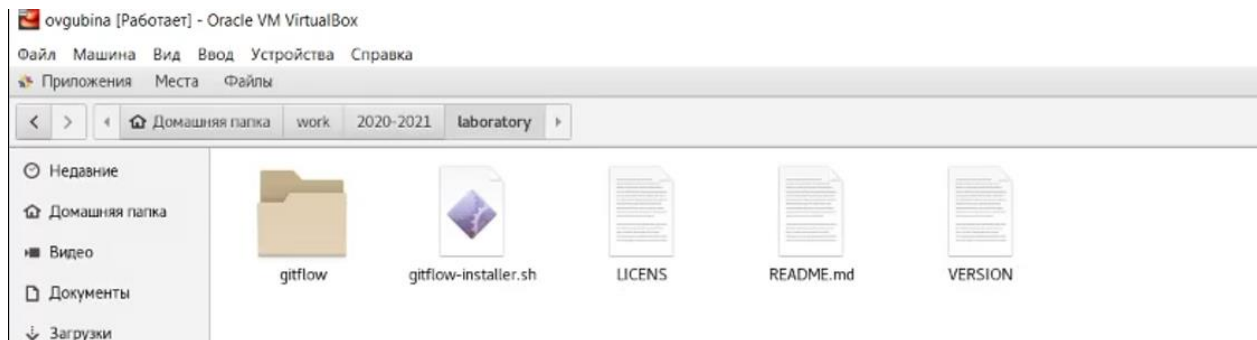 ovgubina [Работает] - Oracle VM VirtualBox
Файл Машина Вид Ввод Устройства Справка
Приложения Места Файлы
Домашняя папка work 2020-2021 laboratory
Недавние
Домашняя папка
Видео
Документы
Загрузки
gitflow gitflow-installer.sh LICENS README.md VERSION